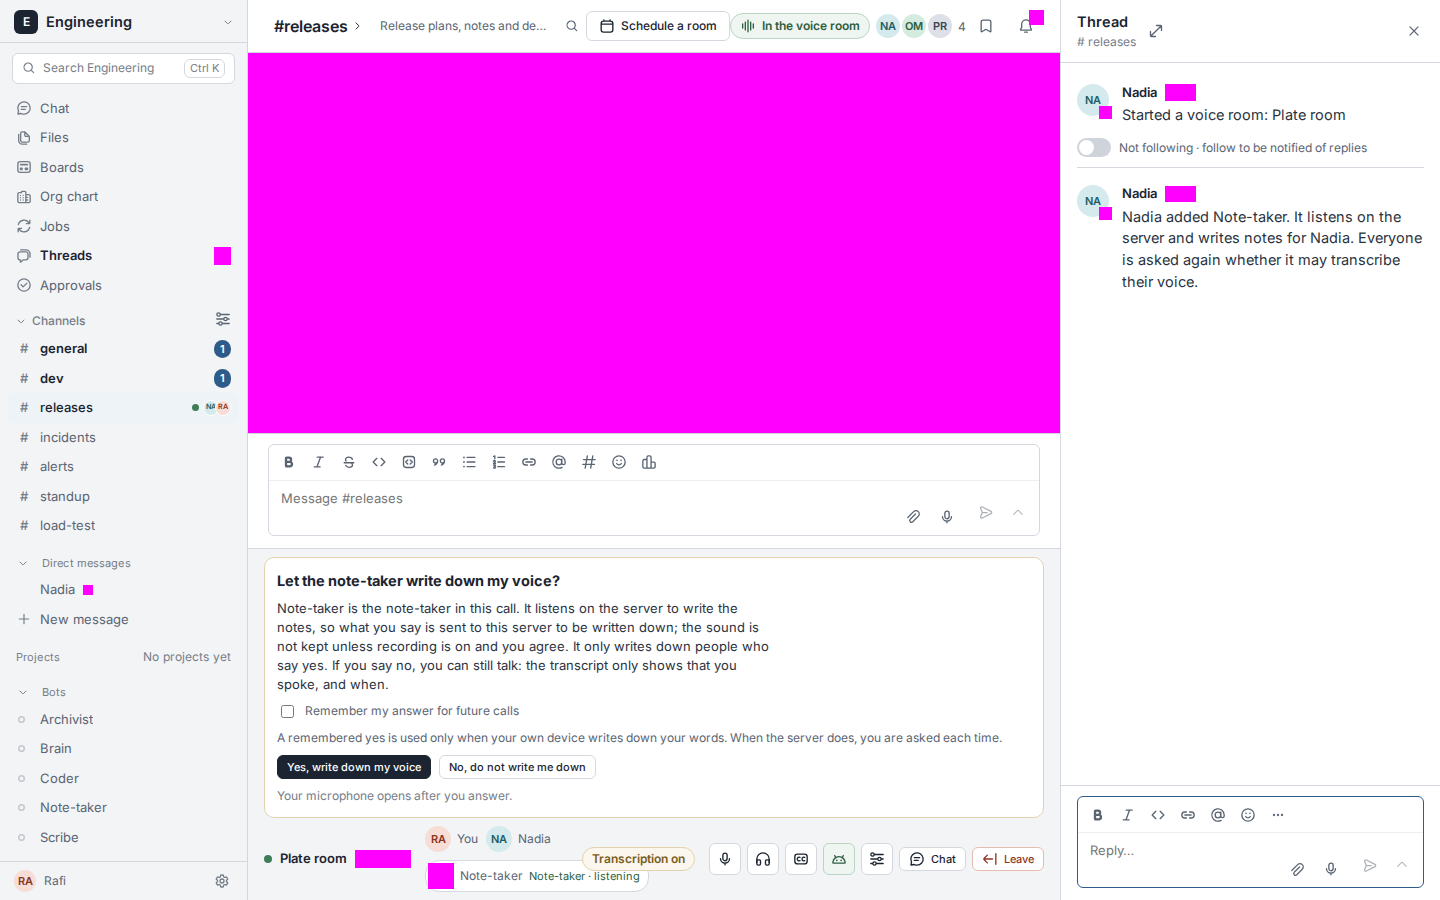 E Engineering
Search Engineering Ctrl K
Chat
Files
Boards
Org chart
Jobs
Threads
Approvals
Channels
# general 1
# dev 1
# releases NA RA
# incidents
# alerts
# standup
# load-test
Direct messages
Nadia
New message
Projects No projects yet
Bots
Archivist
Brain
Coder
Note-taker
Scribe
RA Rafi
#releases Release plans, notes and de... Schedule a room In the voice room NA OM PR 4
Message #releases
Let the note-taker write down my voice?
Note-taker is the note-taker in this call. It listens on the server to write the
notes, so what you say is sent to this server to be written down; the sound is
not kept unless recording is on and you agree. It only writes down people who
say yes. If you say no, you can still talk: the transcript only shows that you
spoke, and when.
Remember my answer for future calls
A remembered yes is used only when your own device writes down your words. When the server does, you are asked each time.
Yes, write down my voice No, do not write me down
Your microphone opens after you answer.
Plate room
RA You NA Nadia
Note-taker Note-taker · listening
Transcription on
Chat Leave
Thread
# releases
NA Nadia
Started a voice room: Plate room
Not following · follow to be notified of replies
NA Nadia
Nadia added Note-taker. It listens on the
server and writes notes for Nadia. Everyone
is asked again whether it may transcribe
their voice.
Reply...